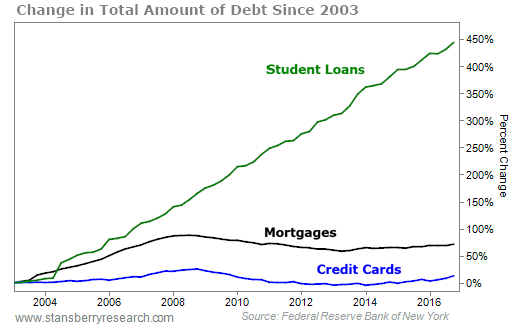 Change in Total Amount of Debt Since 2003
450%
400%
350%
300%
250%
200%
150%
100%
50%
0%
Percent Change
Student Loans
Mortgages
Credit Cards
2004
2006
2008
2010
2012
2014
2016
www.stansberryresearch.com
Source: Federal Reserve Bank of New York